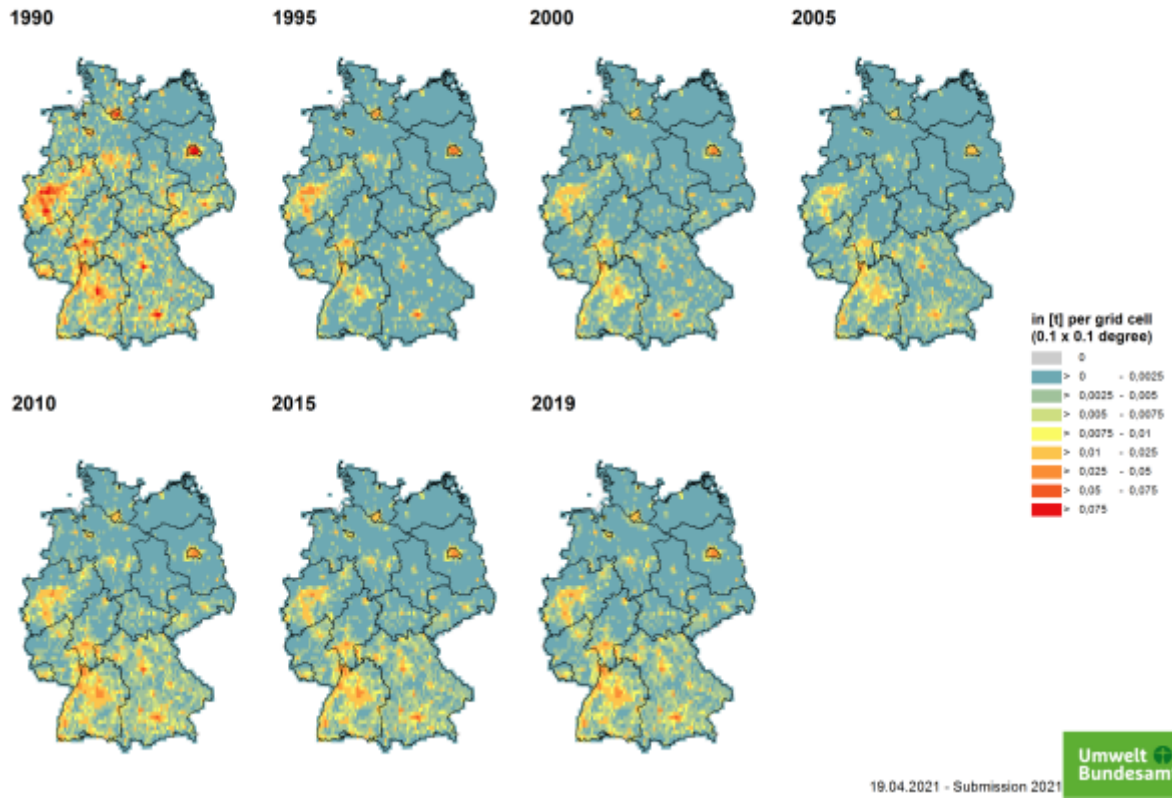 1990 1995 2000 2005
in [t] per grid cell
(0.1 x 0.1 degree)
0
> 0 - 0,0025
> 0,0025 - 0,005
> 0,005 - 0,0075
> 0,0075 - 0,01
> 0,01 - 0,025
> 0,025 - 0,05
> 0,05 - 0,075
> 0,075
2010 2015 2019
Umwelt
Bundesam
19.04.2021 - Submission 2021